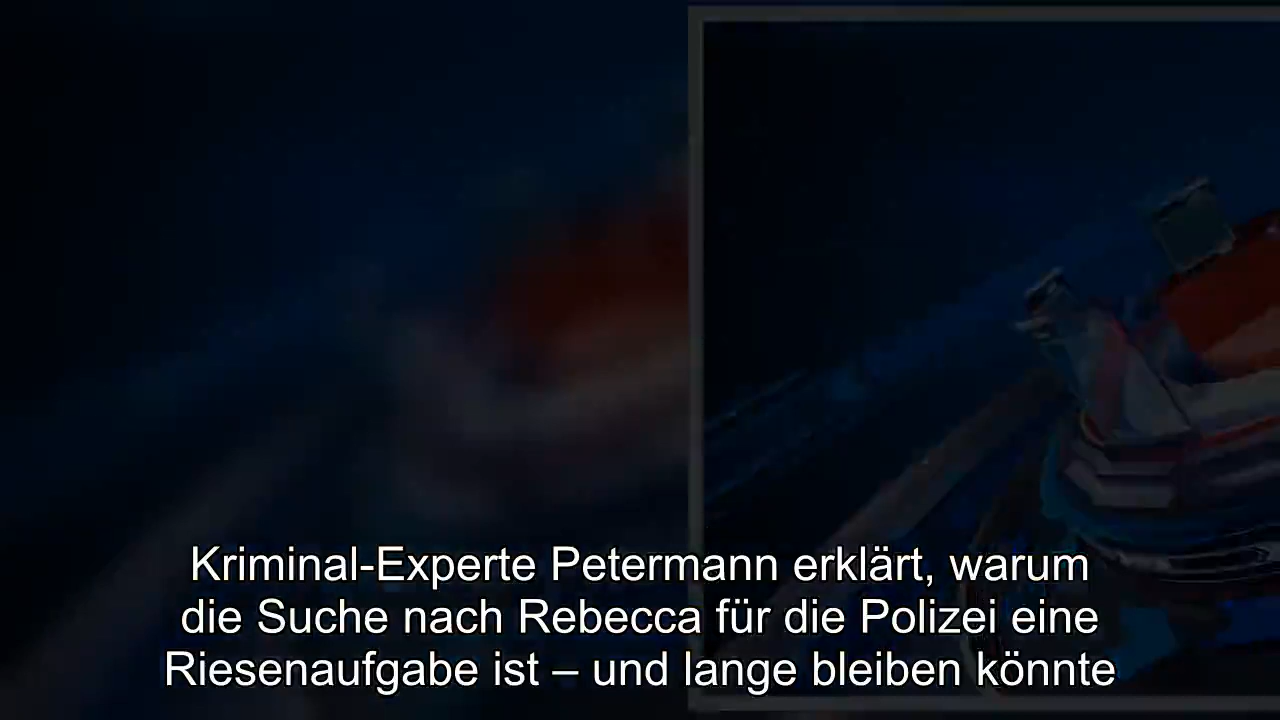 Kriminal-Experte Petermann erklärt, warum
die Suche nach Rebecca für die Polizei eine
Riesenaufgabe ist – und lange bleiben könnte